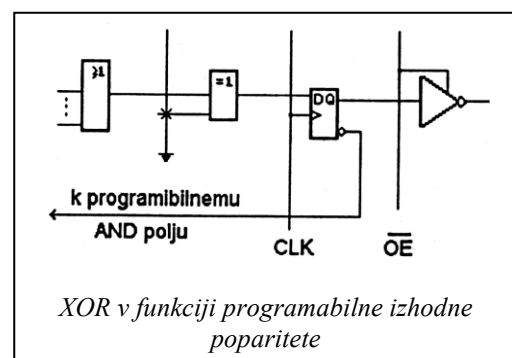 ≥1
=1
DQ
k programibilnemu
AND polju
CLK
OE
XOR v funkciji programabilne izhodne
poparitete